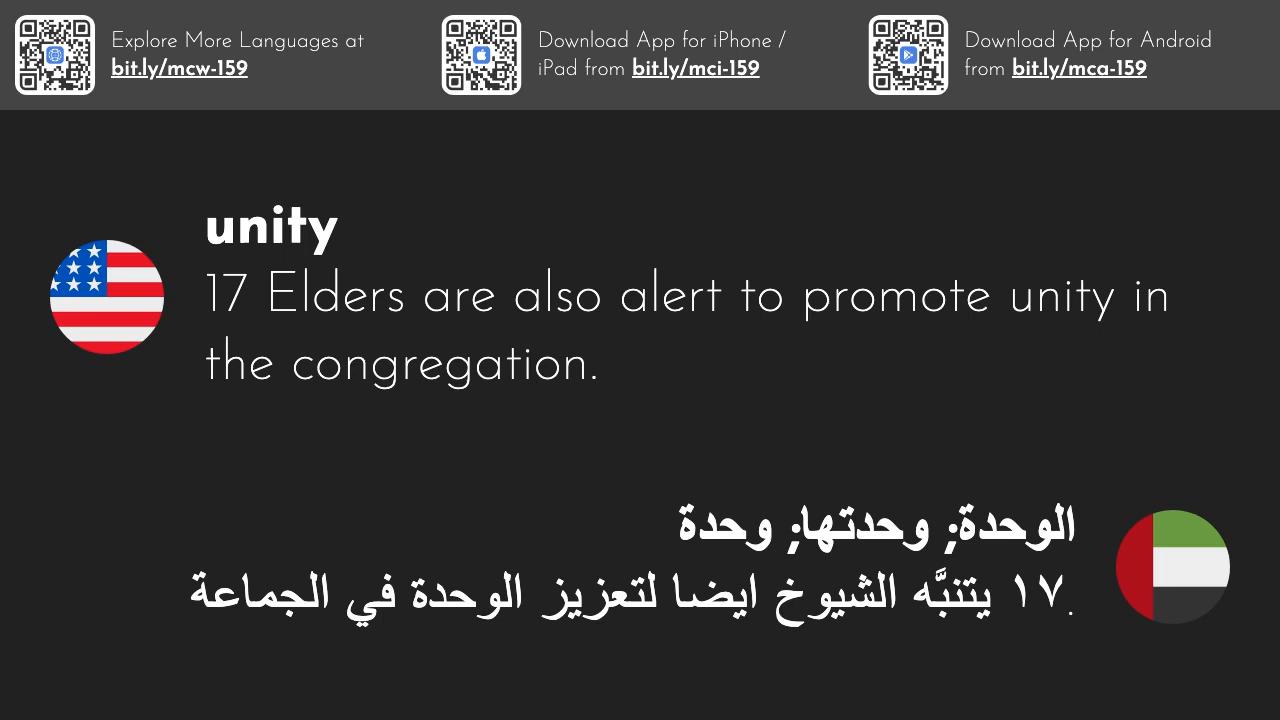 Explore More Languages at
bit.ly/mcw-159
Download App for iPhone /
iPad from bit.ly/mci-159
Download App for Android
from bit.ly/mca-159
unity
17 Elders are also alert to promote unity in
the congregation.
الوحدة; وحدتها; وحدة
١٧ يتنبَّه الشيوخ ايضا لتعزيز الوحدة في الجماعة.